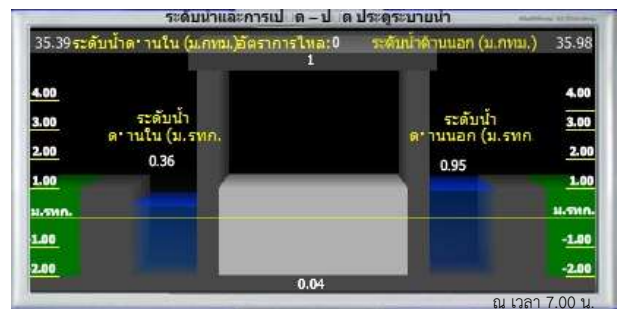 ระดับน้ำและการเปิด – ปิดประตูระบายน้ำ
35.39 ระดับน้ำด้านใน (ม.กทม.) อัตราการไหล:0 ระดับน้ำด้านนอก (ม.กทม.) 35.98
1
4.00 4.00
3.00 ระดับน้ำ ระดับน้ำ 3.00
ด้านใน (ม.รทก. ด้านนอก (ม.รทก
2.00 0.36 0.95 2.00
1.00 1.00
ม.รทก. ม.รทก.
-1.00 -1.00
2.00 -2.00
0.04
ณ เวลา 7.00 น.